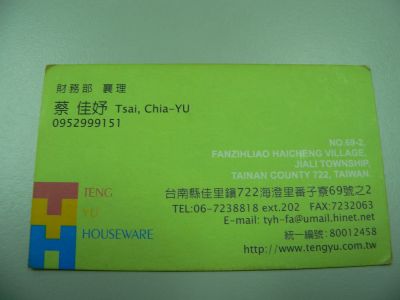 財務部 襄理
蔡 佳妤 Tsai, Chia-YU
0952999151
NO.69-2,
FANZIHLIAO HAICHENG VILLAGE,
JIALI TOWNSHIP,
TAINAN COUNTY 722, TAIWAN.
TENG
YU
HOUSEWARE
台南縣佳里鎮722海澄里番子寮69號之2
TEL:06-7238818 ext.202 FAX:7232063
E-mail: tyh-fa@umail.hinet.net
統一編號: 80012458
http://www.tengyu.com.tw